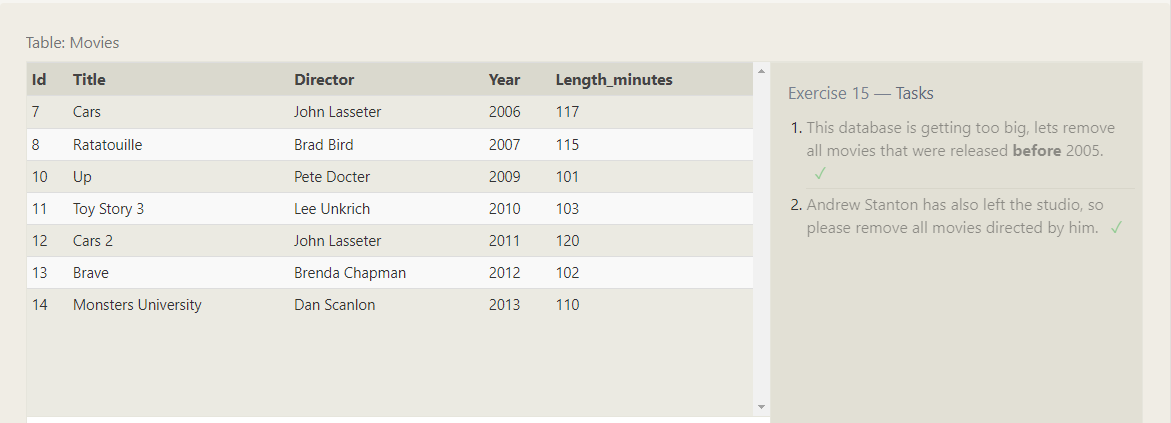 Table: Movies
Id Title Director Year Length_minutes
7 Cars John Lasseter 2006 117
8 Ratatouille Brad Bird 2007 115
10 Up Pete Docter 2009 101
11 Toy Story 3 Lee Unkrich 2010 103
12 Cars 2 John Lasseter 2011 120
13 Brave Brenda Chapman 2012 102
14 Monsters University Dan Scanlon 2013 110
Exercise 15 — Tasks
1. This database is getting too big, lets remove
all movies that were released before 2005.
✓
2. Andrew Stanton has also left the studio, so
please remove all movies directed by him. ✓